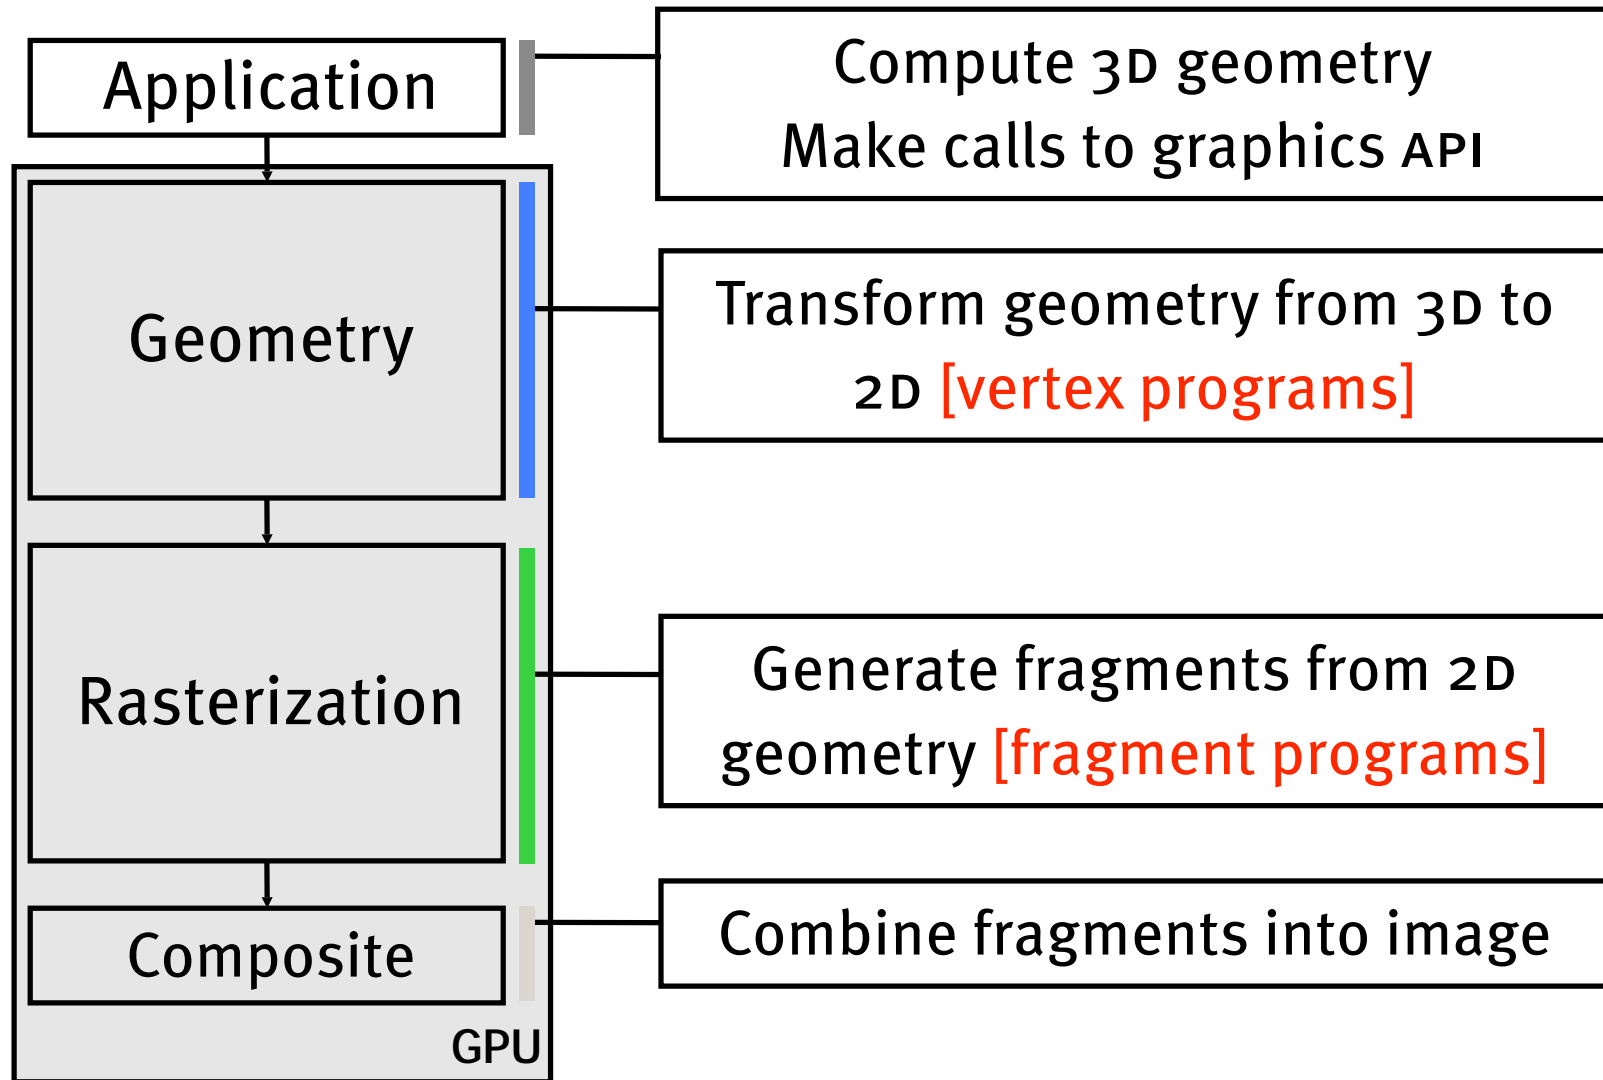 Application
Compute 3D geometry
Make calls to graphics API
Geometry
Transform geometry from 3D to
2D [vertex programs]
Rasterization
Generate fragments from 2D
geometry [fragment programs]
Composite
Combine fragments into image
GPU